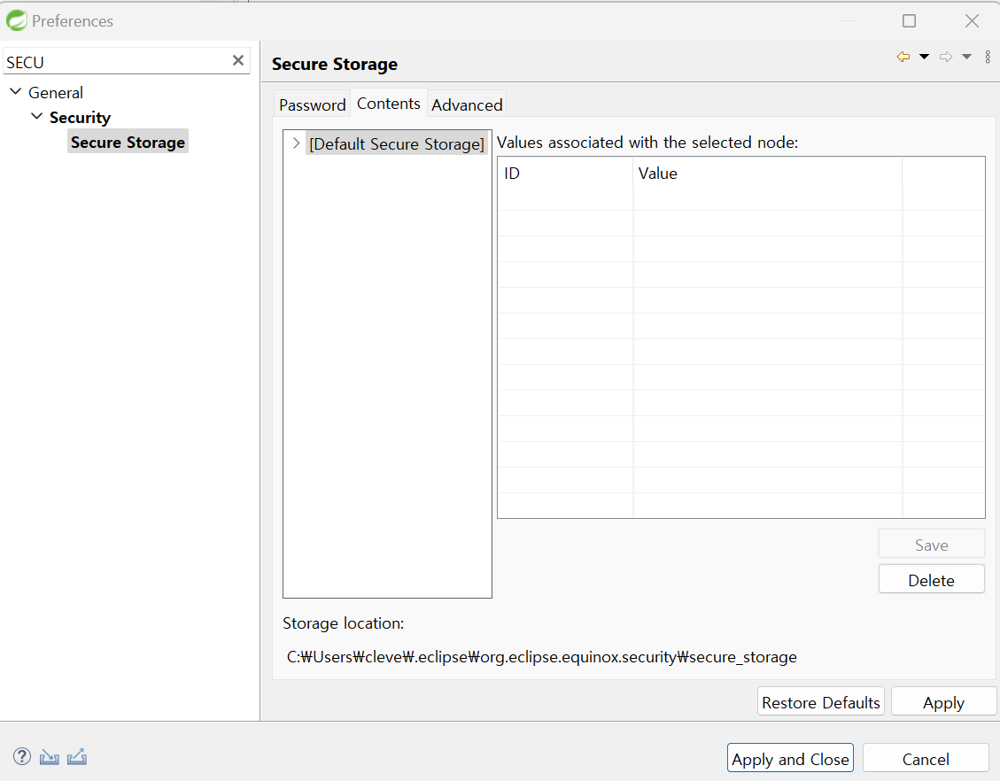 Preferences
SECU
General
Security
Secure Storage
Secure Storage
Password Contents Advanced
[Default Secure Storage]
Values associated with the selected node:
ID Value
Save
Delete
Storage location:
C:₩Users₩cleve₩.eclipse₩org.eclipse.equinox.security₩secure_storage
Restore Defaults Apply
Apply and Close Cancel